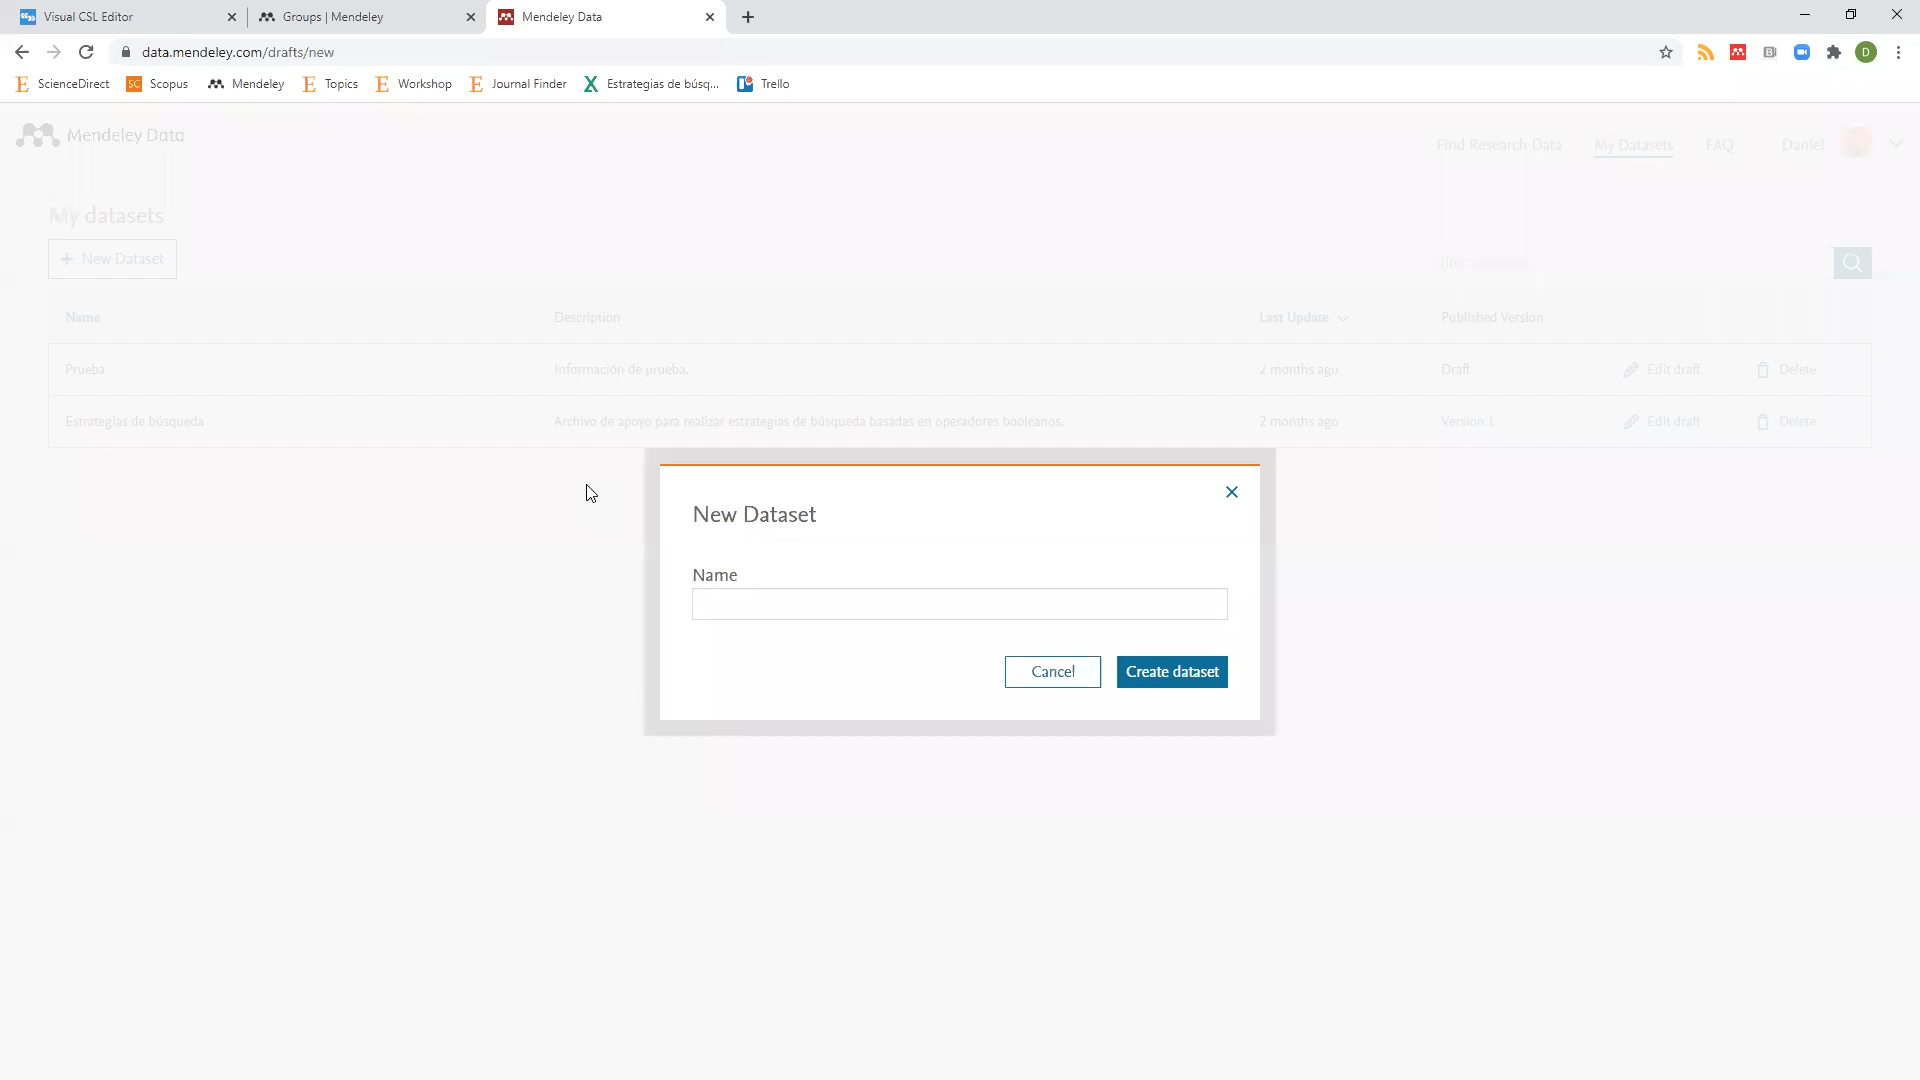 Visual CSL Editor
Groups | Mendeley
Mendeley Data
data.mendeley.com/drafts/new
D
E ScienceDirect
SC Scopus
Mendeley
E Topics
E Workshop
E Journal Finder
X Estrategias de búsq...
Trello
Mendeley Data
Find Research Data
My Datasets
FAQ
Daniel
My datasets
+ New Dataset
Name
Description
Last Update
Published Version
Prueba
Información de prueba.
2 months ago
Draft
Edit draft
Delete
Estrategias de búsqueda
Archivo de apoyo para realizar estrategias de búsqueda basadas en operadores booleanos.
2 months ago
Version 1
Edit draft
Delete
New Dataset
Name
Cancel
Create dataset